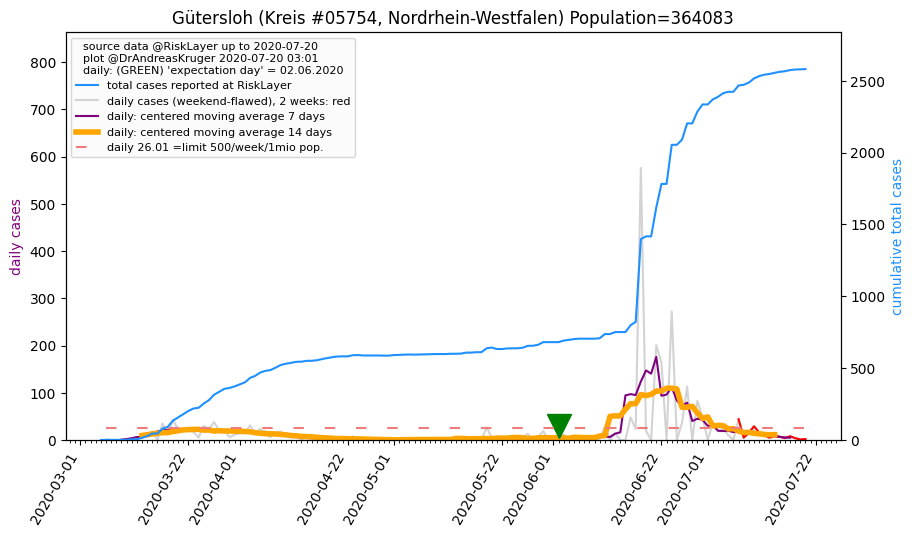 Gütersloh (Kreis #05754, Nordrhein-Westfalen) Population=364083
source data @RiskLayer up to 2020-07-20
plot @DrAndreasKruger 2020-07-20 03:01
daily: (GREEN) 'expectation day' = 02.06.2020
total cases reported at RiskLayer
daily cases (weekend-flawed), 2 weeks: red
daily: centered moving average 7 days
daily: centered moving average 14 days
daily 26.01 =limit 500/week/1mio pop.
daily cases
800
700
600
500
400
300
200
100
0
cumulative total cases
2500
2000
1500
1000
500
0
2020-03-01
2020-03-22
2020-04-01
2020-04-22
2020-05-01
2020-05-22
2020-06-01
2020-06-22
2020-07-01
2020-07-22